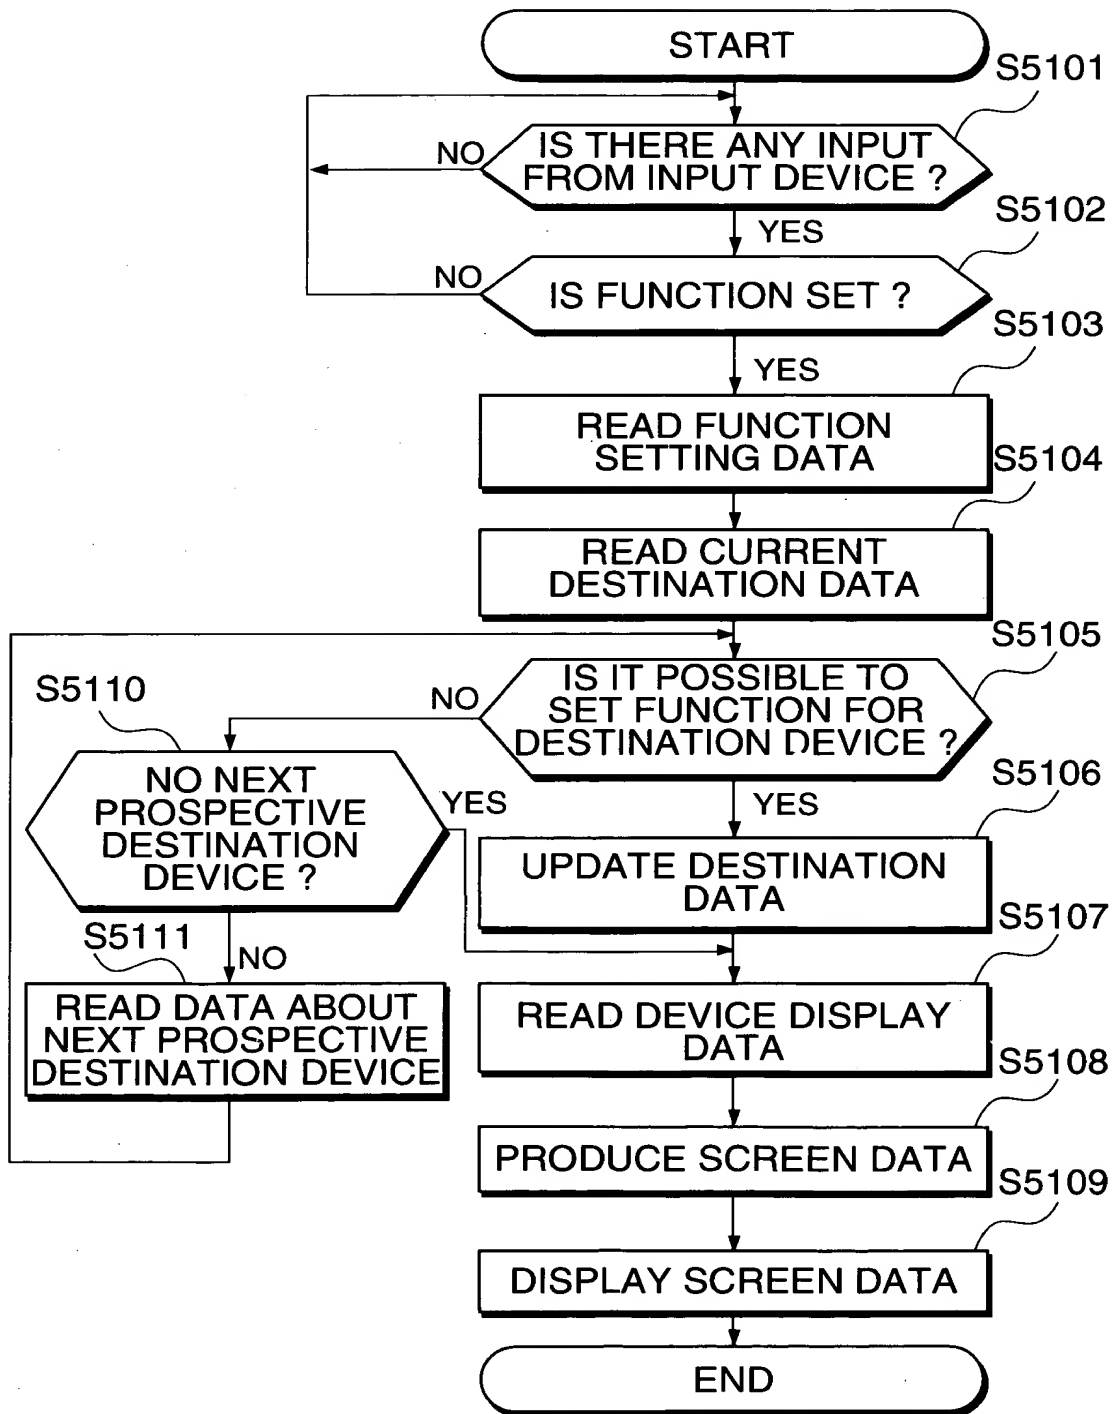 START
S5101
IS THERE ANY INPUT
FROM INPUT DEVICE ?
NO
YES
S5102
IS FUNCTION SET ?
NO
YES
S5103
READ FUNCTION
SETTING DATA
S5104
READ CURRENT
DESTINATION DATA
S5105
IS IT POSSIBLE TO
SET FUNCTION FOR
DESTINATION DEVICE ?
NO
YES
S5110
NO NEXT
PROSPECTIVE
DESTINATION
DEVICE ?
YES
NO
S5106
UPDATE DESTINATION
DATA
S5111
READ DATA ABOUT
NEXT PROSPECTIVE
DESTINATION DEVICE
S5107
READ DEVICE DISPLAY
DATA
S5108
PRODUCE SCREEN DATA
S5109
DISPLAY SCREEN DATA
END